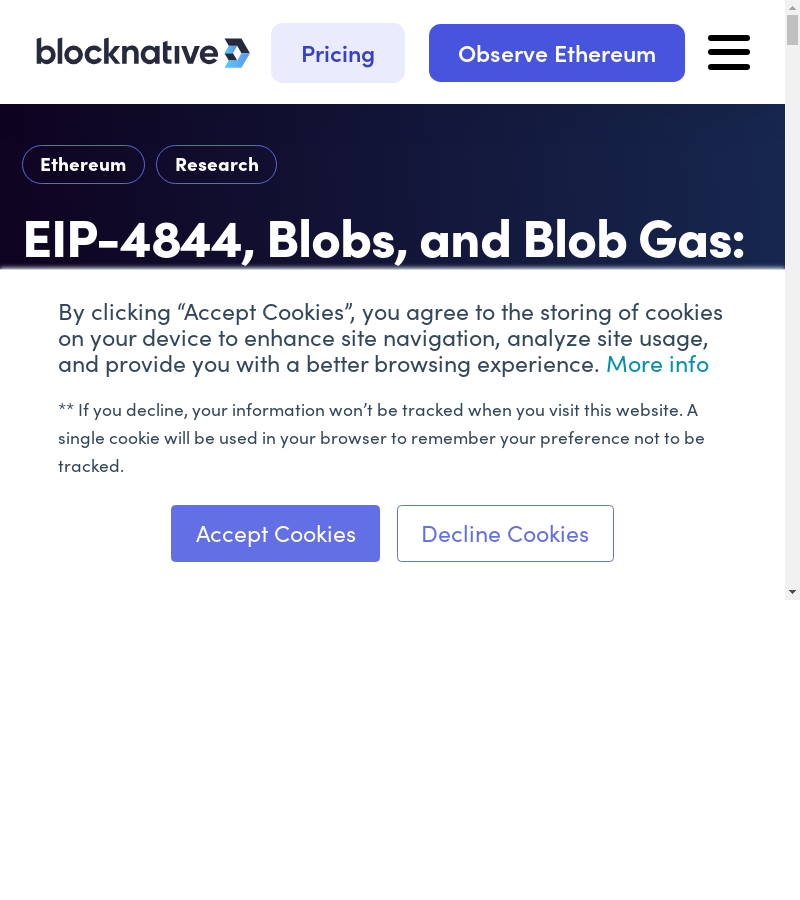 blocknative
Pricing
Observe Ethereum
Ethereum
Research
EIP-4844, Blobs, and Blob Gas:
By clicking “Accept Cookies”, you agree to the storing of cookies
on your device to enhance site navigation, analyze site usage,
and provide you with a better browsing experience. More info
** If you decline, your information won’t be tracked when you visit this website. A
single cookie will be used in your browser to remember your preference not to be
tracked.
Accept Cookies
Decline Cookies